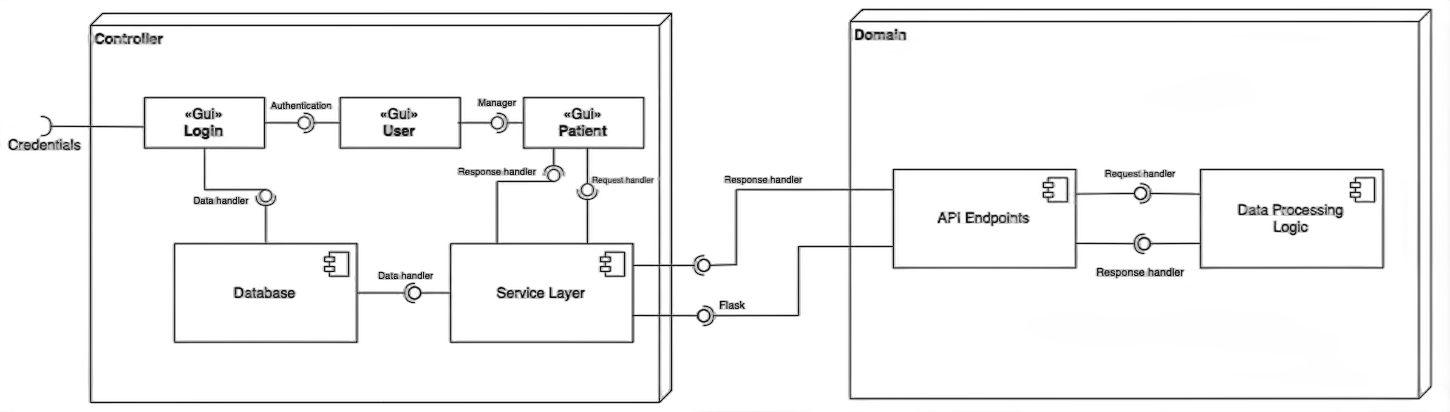 Controller
Domain
«Gui»
Login
Authentication
«Gui»
User
Manager
«Gui»
Patient
Credentials
Response handler
Request handler
Data handler
Response handler
Request handler
API Endpoints
Data Processing
Logic
Response handler
Database
Data handler
Service Layer
Flask